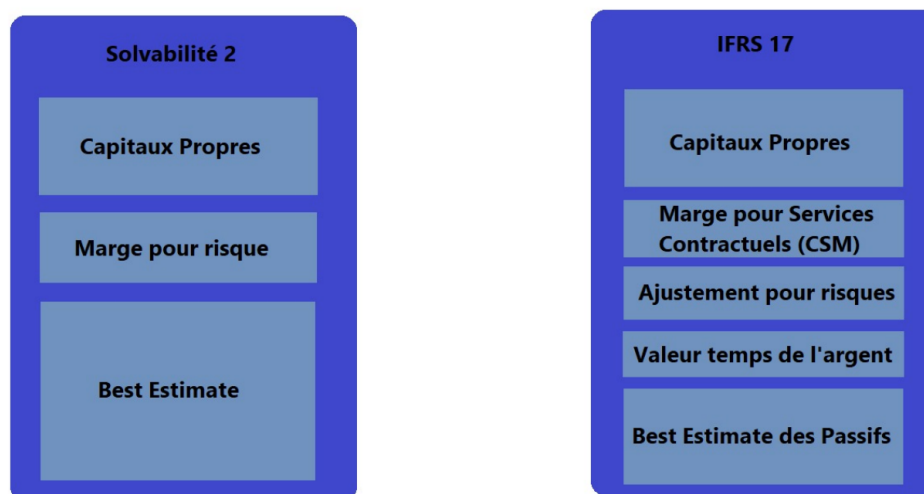 Solvabilité 2
Capitaux Propres
Marge pour risque
Best Estimate
IFRS 17
Capitaux Propres
Marge pour Services
Contractuels (CSM)
Ajustement pour risques
Valeur temps de l'argent
Best Estimate des Passifs